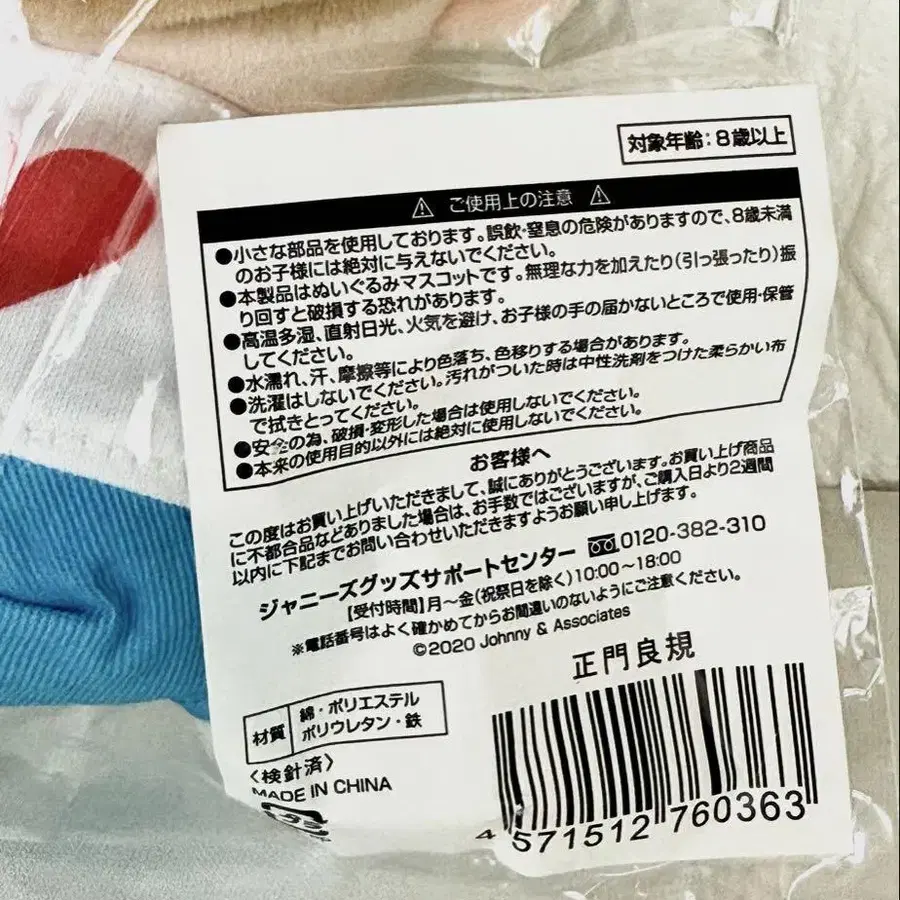 対象年齢：8歳以上
⚠ ご使用上の注意 ⚠
●小さな部品を使用しております。誤飲・窒息の危険がありますので、8歳未満
のお子様には絶対に与えないでください。
●本製品はぬいぐるみマスコットです。無理な力を加えたり（引っ張ったり）振
り回すと破損する恐れがあります。
●高温多湿、直射日光、火気を避け、お子様の手の届かないところで使用・保管
してください。
●水濡れ、汗、摩擦等により色落ち、色移りする場合があります。
●洗濯はしないでください。汚れがついた時は中性洗剤をつけた柔らかい布
で拭きとってください。
●安全の為、破損・変形した場合は使用しないでください。
●本来の使用目的以外には絶対に使用しないでください。
お客様へ
この度はお買い上げいただきまして、誠にありがとうございます。お買い上げ商品
に不都合品などありました場合は、お手数ではございますが、ご購入日より2週間
以内に下記までお問い合わせいただきますようお願い申し上げます。
ジャニーズグッズサポートセンター 0120-382-310
【受付時間】月～金（祝祭日を除く）10:00～18:00
※電話番号はよく確かめてからお間違いのないようにご注意ください。
©2020 Johnny & Associates
正門良規
材質 綿・ポリエステル
ポリウレタン・鉄
〈検針済〉
MADE IN CHINA
4 571512 760363